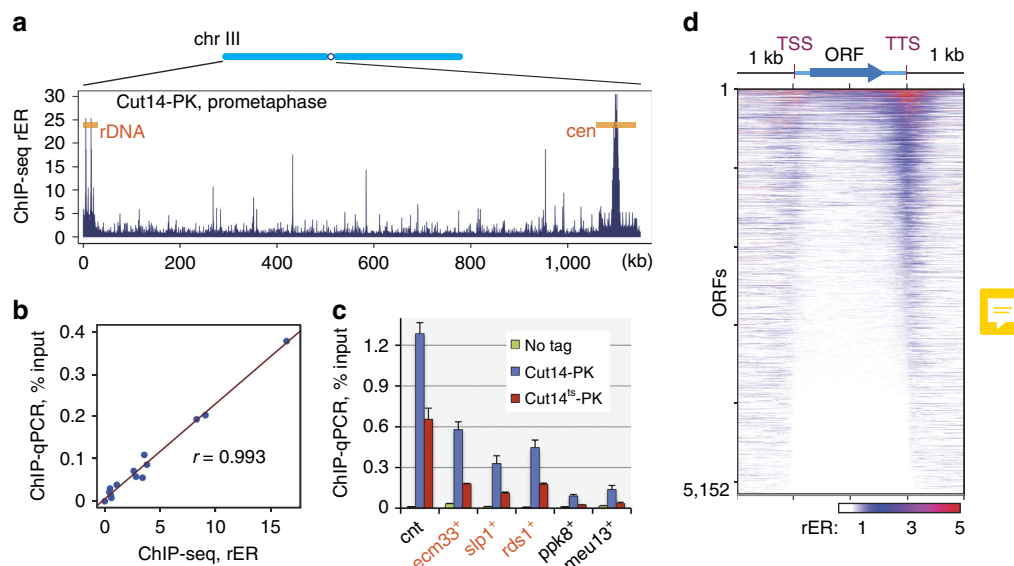 a
chr III
Cut14-PK, prometaphase
rDNA
cen
ChIP-seq rER
30
25
20
15
10
5
0
0 200 400 600 800 1,000 (kb)
b
ChIP-qPCR, % input
0.4
0.3
0.2
0.1
0
r = 0.993
0 5 10 15
ChIP-seq, rER
c
ChIP-qPCR, % input
1.2
0.9
0.6
0.3
0
No tag
Cut14-PK
Cut14ts-PK
cnt
ecm33+
slp1+
rds1+
ppk8+
meu13+
d
TSS ORF TTS
1 kb 1 kb
1
ORFs
5,152
rER: 1 3 5